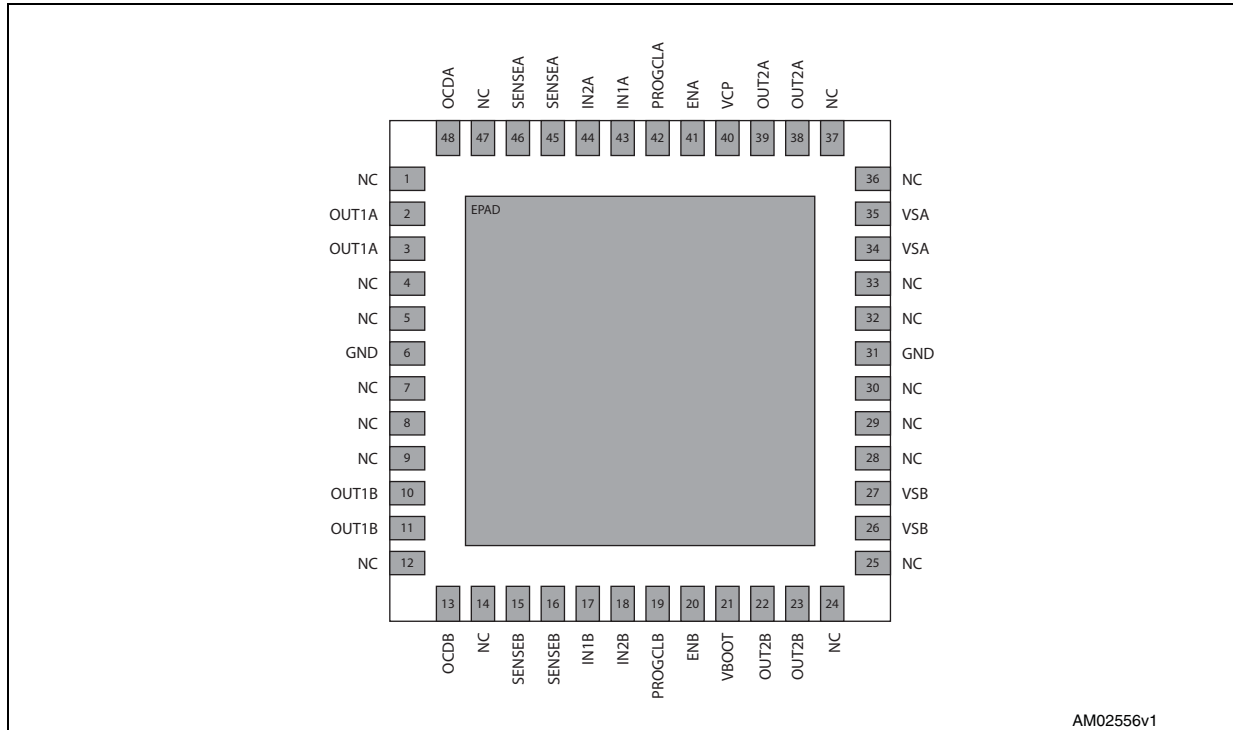 OCDA
NC
SENSEA
SENSEA
IN2A
IN1A
PROGCLA
ENA
VCP
OUT2A
OUT2A
NC
48 47 46 45 44 43 42 41 40 39 38 37
NC 1 36 NC
EPAD
OUT1A 2 35 VSA
OUT1A 3 34 VSA
NC 4 33 NC
NC 5 32 NC
GND 6 31 GND
NC 7 30 NC
NC 8 29 NC
NC 9 28 NC
OUT1B 10 27 VSB
OUT1B 11 26 VSB
NC 12 25 NC
13 14 15 16 17 18 19 20 21 22 23 24
OCDB
NC
SENSEB
SENSEB
IN1B
IN2B
PROGCLB
ENB
VBOOT
OUT2B
OUT2B
NC
AM02556v1